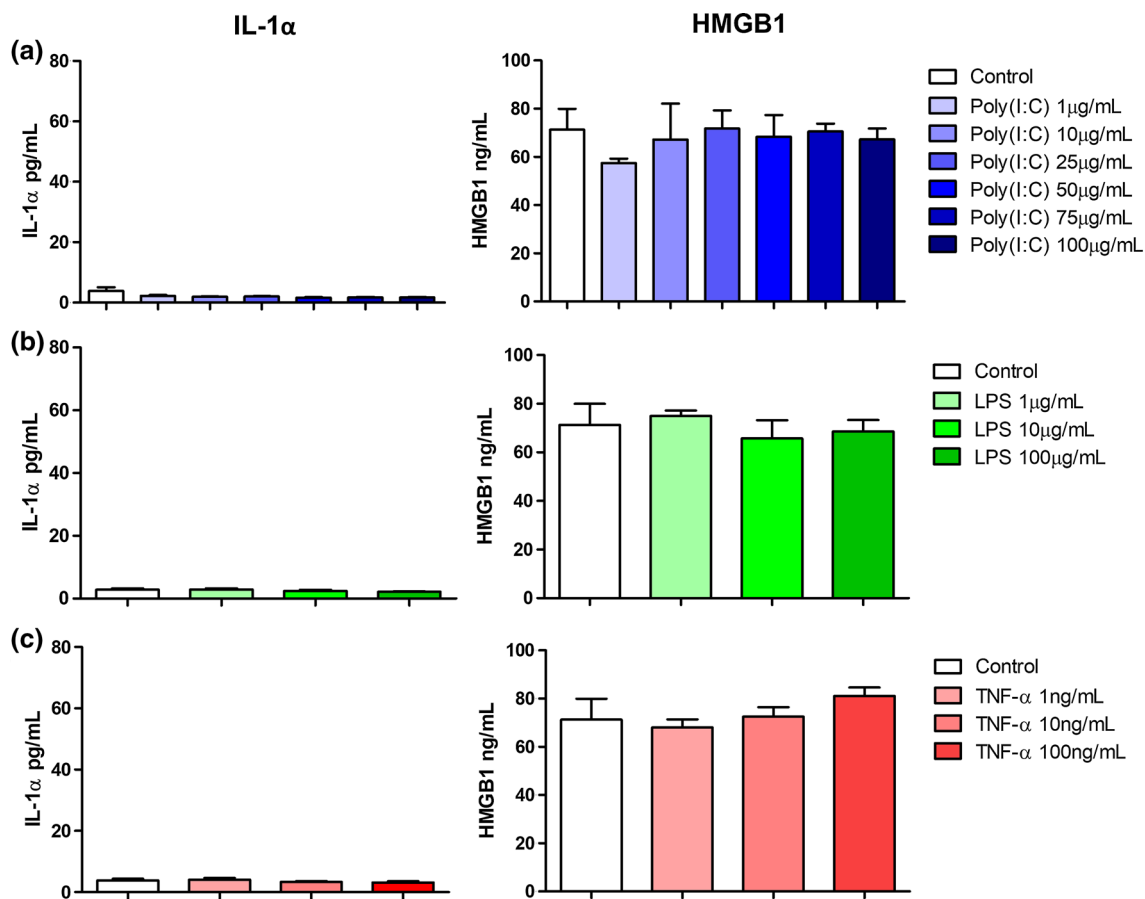 IL-1α
HMGB1
(a)
80
60
40
20
0
IL-1α pg/mL
100
80
60
40
20
0
HMGB1 ng/mL
Control
Poly(I:C) 1μg/mL
Poly(I:C) 10μg/mL
Poly(I:C) 25μg/mL
Poly(I:C) 50μg/mL
Poly(I:C) 75μg/mL
Poly(I:C) 100μg/mL
(b)
80
60
40
20
0
IL-1α pg/mL
100
80
60
40
20
0
HMGB1 ng/mL
Control
LPS 1μg/mL
LPS 10μg/mL
LPS 100μg/mL
(c)
80
60
40
20
0
IL-1α pg/mL
100
80
60
40
20
0
HMGB1 ng/mL
Control
TNF-α 1ng/mL
TNF-α 10ng/mL
TNF-α 100ng/mL